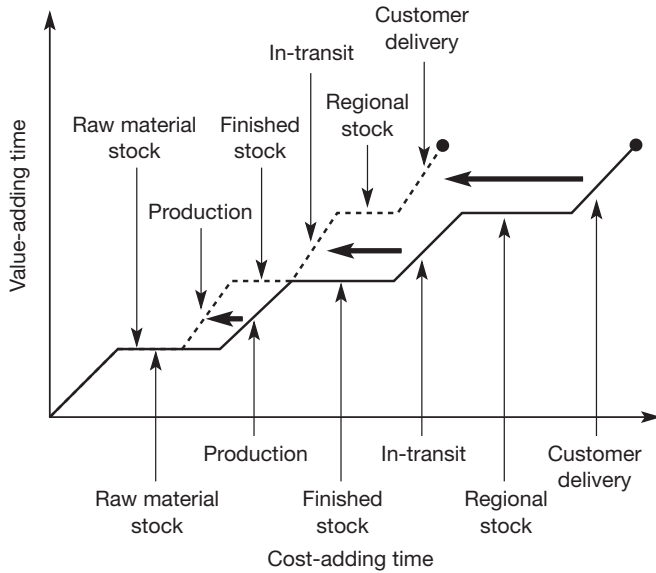 Customer
delivery
In-transit
Regional
stock
Raw material
stock
Finished
stock
Production
Value-adding time
Production
In-transit
Customer
delivery
Raw material
stock
Finished
stock
Regional
stock
Cost-adding time